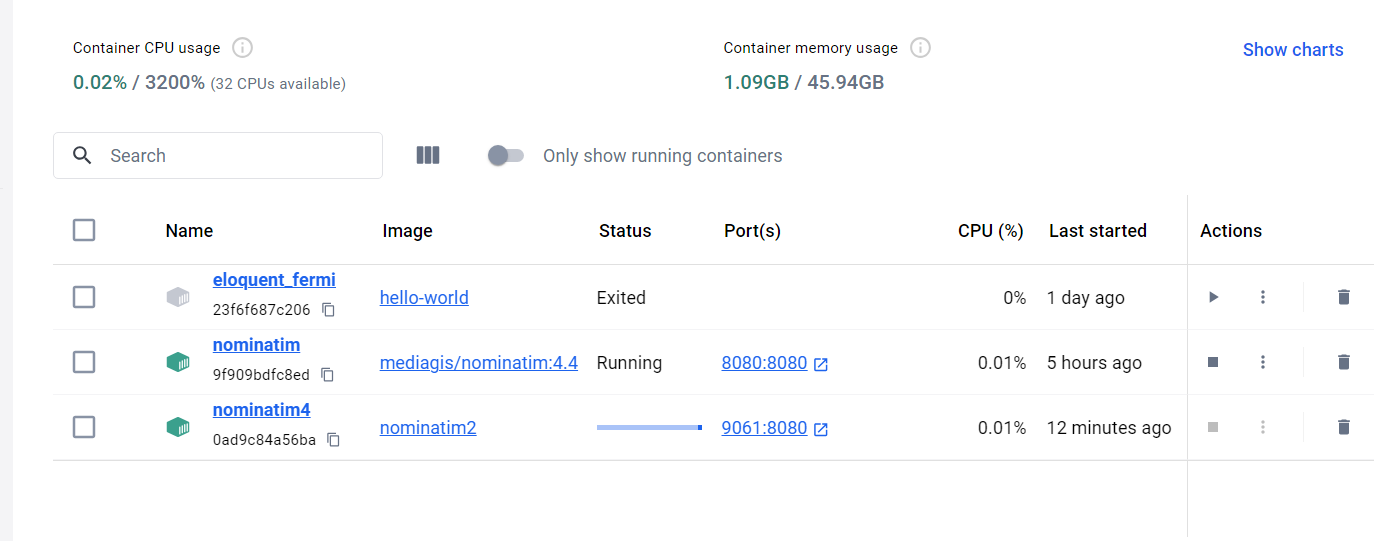 Container CPU usage
0.02% / 3200% (32 CPUs available)
Container memory usage
1.09GB / 45.94GB
Show charts
Search
Only show running containers
Name Image Status Port(s) CPU (%) Last started Actions
eloquent_fermi
23f6f687c206
hello-world Exited 0% 1 day ago
nominatim
9f909bdfc8ed
mediagis/nominatim:4.4 Running 8080:8080 0.01% 5 hours ago
nominatim4
0ad9c84a56ba
nominatim2 9061:8080 0.01% 12 minutes ago